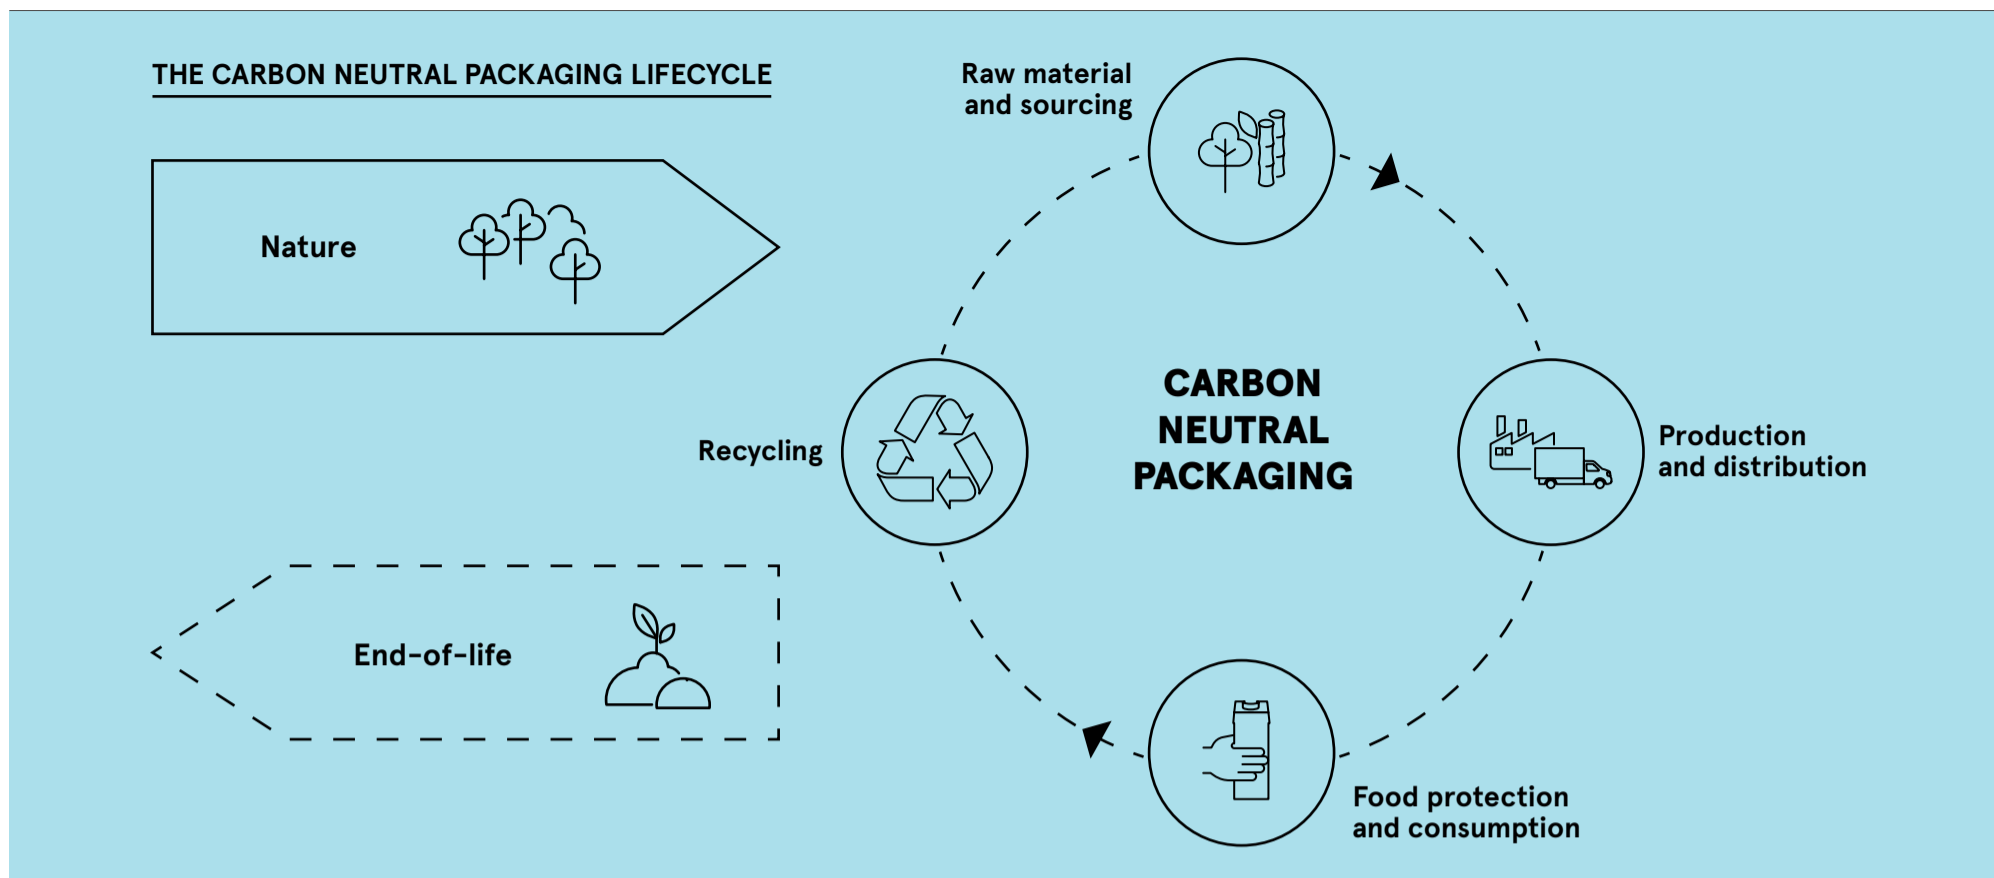 THE CARBON NEUTRAL PACKAGING LIFECYCLE
Nature
End-of-life
Raw material
and sourcing
Production
and distribution
Food protection
and consumption
Recycling
CARBON
NEUTRAL
PACKAGING